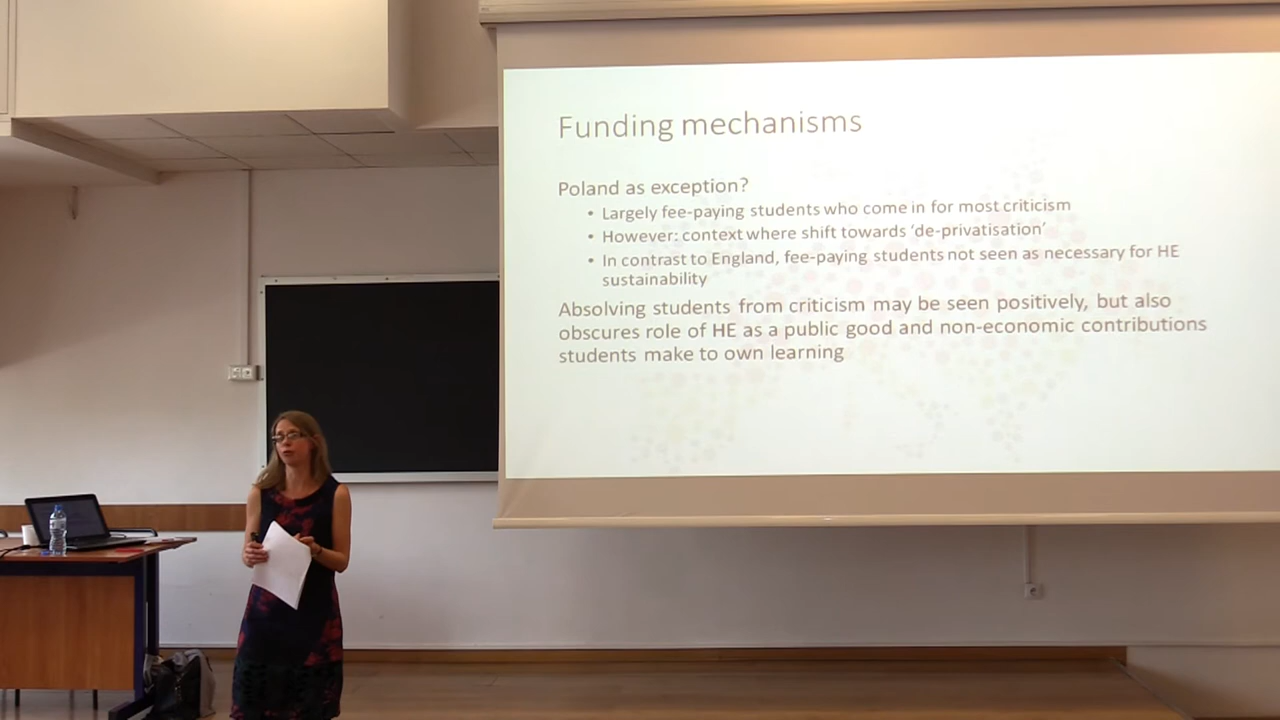 Funding mechanisms
Poland as exception?
• Largely fee-paying students who come in for most criticism
• However: context where shift towards ‘de-privatisation’
• In contrast to England, fee-paying students not seen as necessary for HE
sustainability
Absolving students from criticism may be seen positively, but also
obscures role of HE as a public good and non-economic contributions
students make to own learning